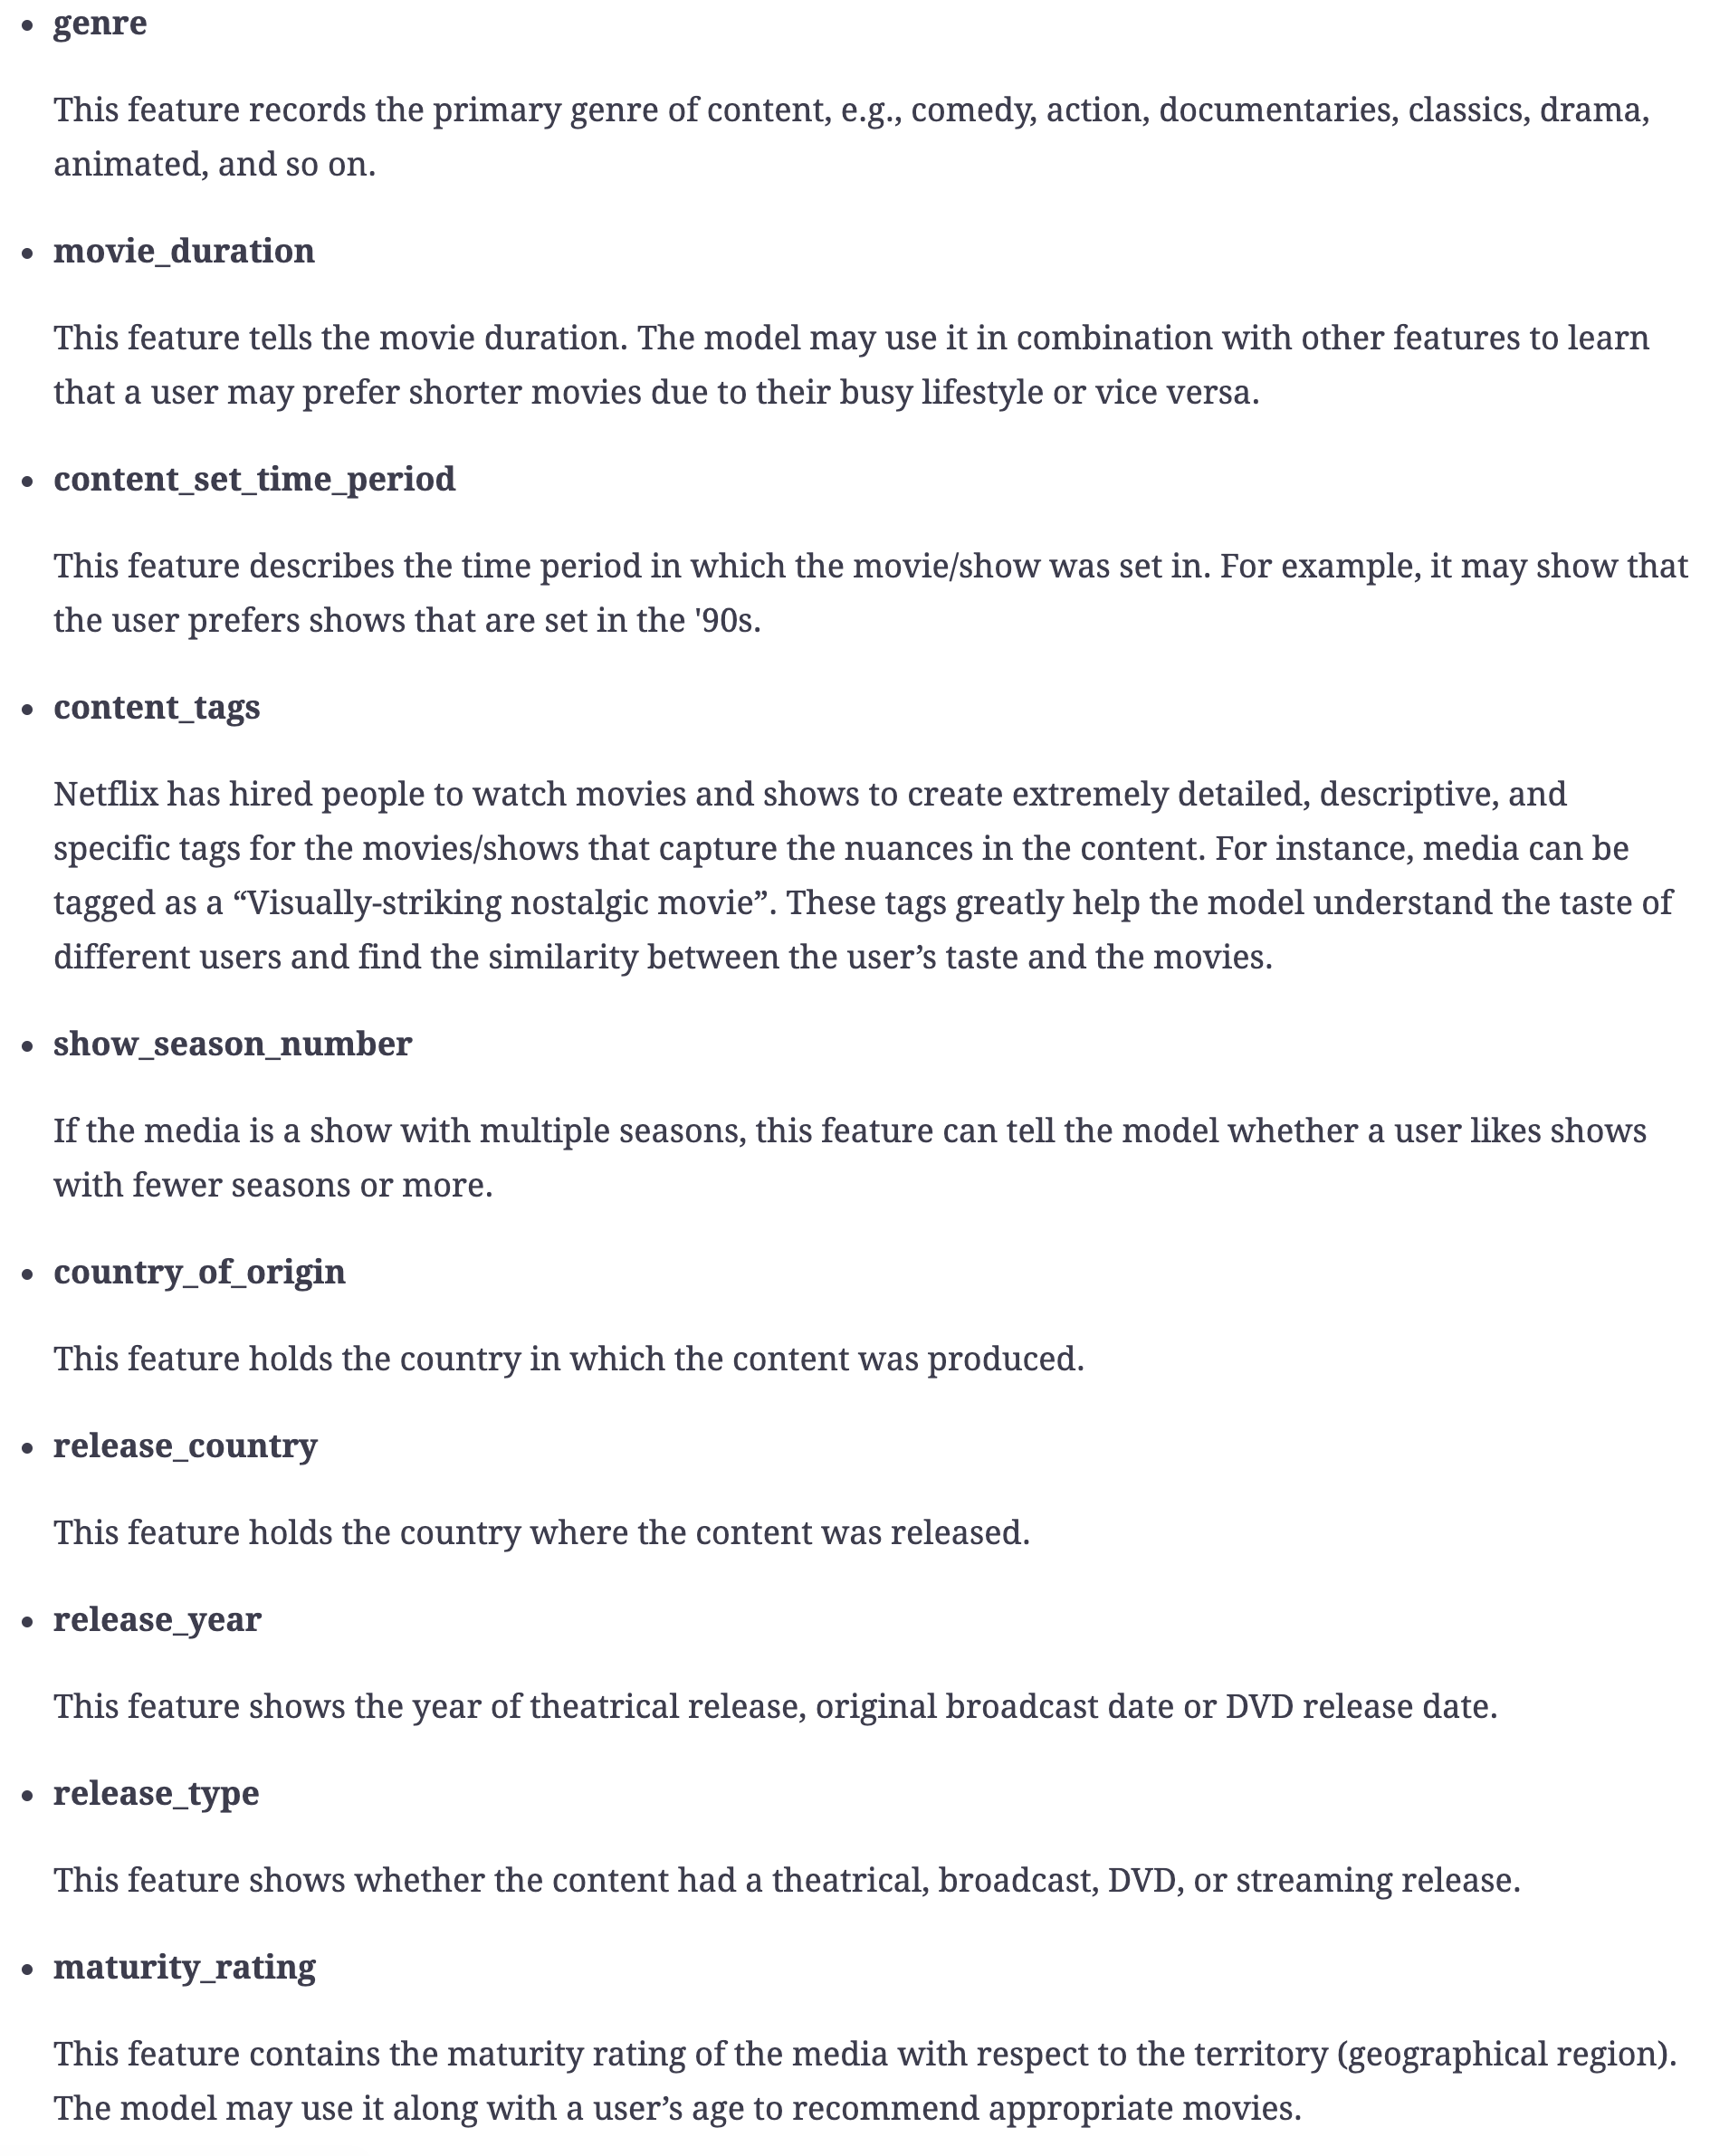 • genre
This feature records the primary genre of content, e.g., comedy, action, documentaries, classics, drama,
animated, and so on.
• movie_duration
This feature tells the movie duration. The model may use it in combination with other features to learn
that a user may prefer shorter movies due to their busy lifestyle or vice versa.
• content_set_time_period
This feature describes the time period in which the movie/show was set in. For example, it may show that
the user prefers shows that are set in the '90s.
• content_tags
Netflix has hired people to watch movies and shows to create extremely detailed, descriptive, and
specific tags for the movies/shows that capture the nuances in the content. For instance, media can be
tagged as a “Visually-striking nostalgic movie”. These tags greatly help the model understand the taste of
different users and find the similarity between the user’s taste and the movies.
• show_season_number
If the media is a show with multiple seasons, this feature can tell the model whether a user likes shows
with fewer seasons or more.
• country_of_origin
This feature holds the country in which the content was produced.
• release_country
This feature holds the country where the content was released.
• release_year
This feature shows the year of theatrical release, original broadcast date or DVD release date.
• release_type
This feature shows whether the content had a theatrical, broadcast, DVD, or streaming release.
• maturity_rating
This feature contains the maturity rating of the media with respect to the territory (geographical region).
The model may use it along with a user’s age to recommend appropriate movies.